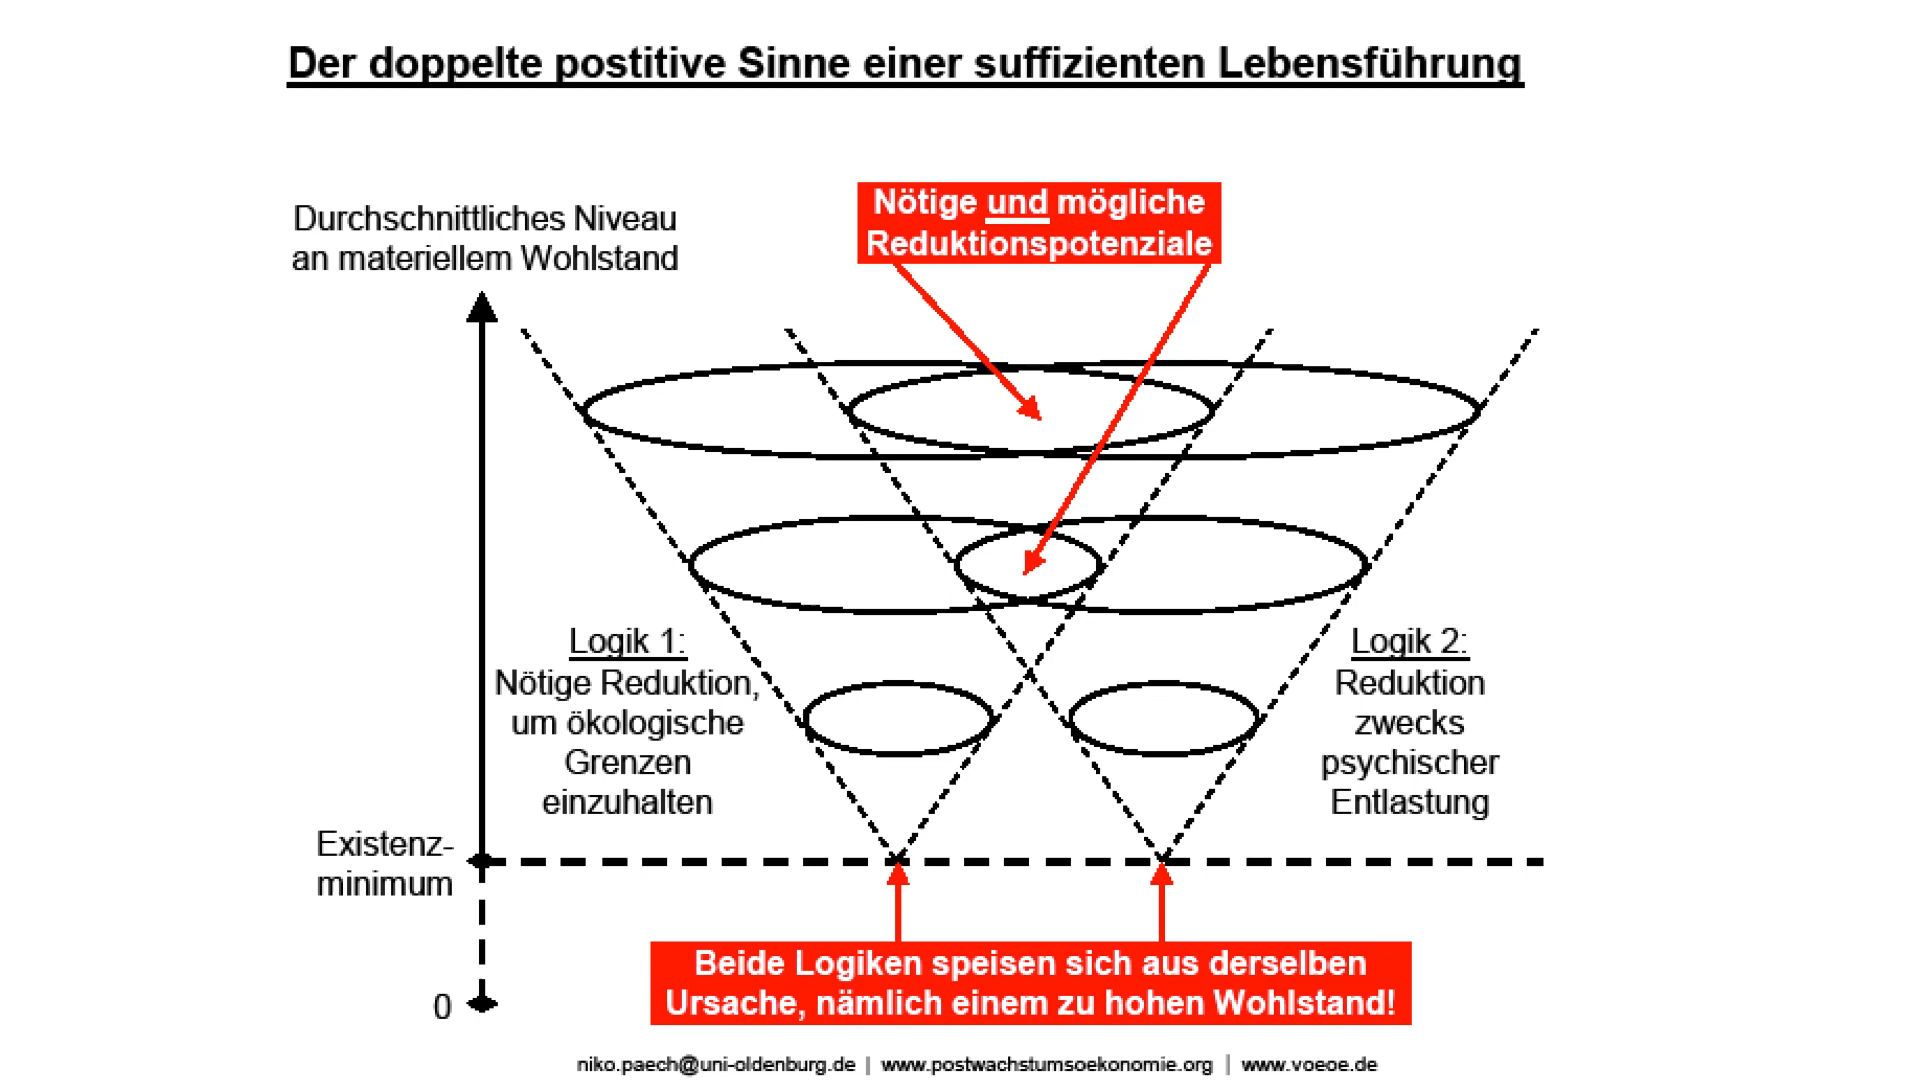 Der doppelte postitive Sinne einer suffizienten Lebensführung
Durchschnittliches Niveau
an materiellem Wohlstand
Nötige und mögliche
Reduktionspotenziale
Logik 1:
Nötige Reduktion,
um ökologische
Grenzen
einzuhalten
Logik 2:
Reduktion
zwecks
psychischer
Entlastung
Existenz-
minimum
Beide Logiken speisen sich aus derselben
Ursache, nämlich einem zu hohen Wohlstand!
0
niko.paech@uni-oldenburg.de | www.postwachstumsoekonomie.org | www.voeoe.de